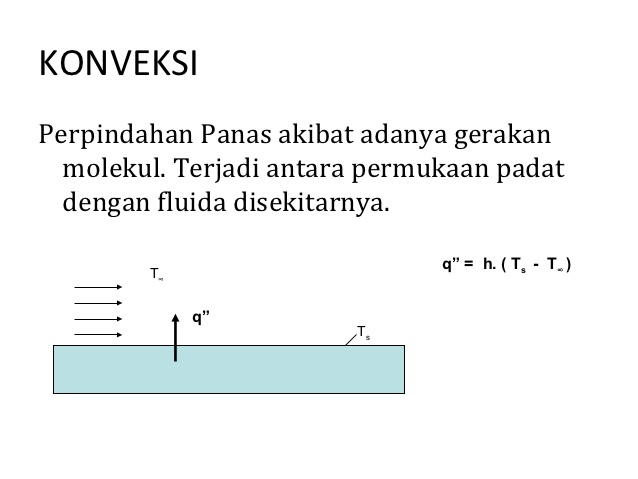 KONVEKSI
Perpindahan Panas akibat adanya gerakan
molekul. Terjadi antara permukaan padat
dengan fluida disekitarnya.
q” = h. ( Ts - T∞ )
T∞
q”
Ts